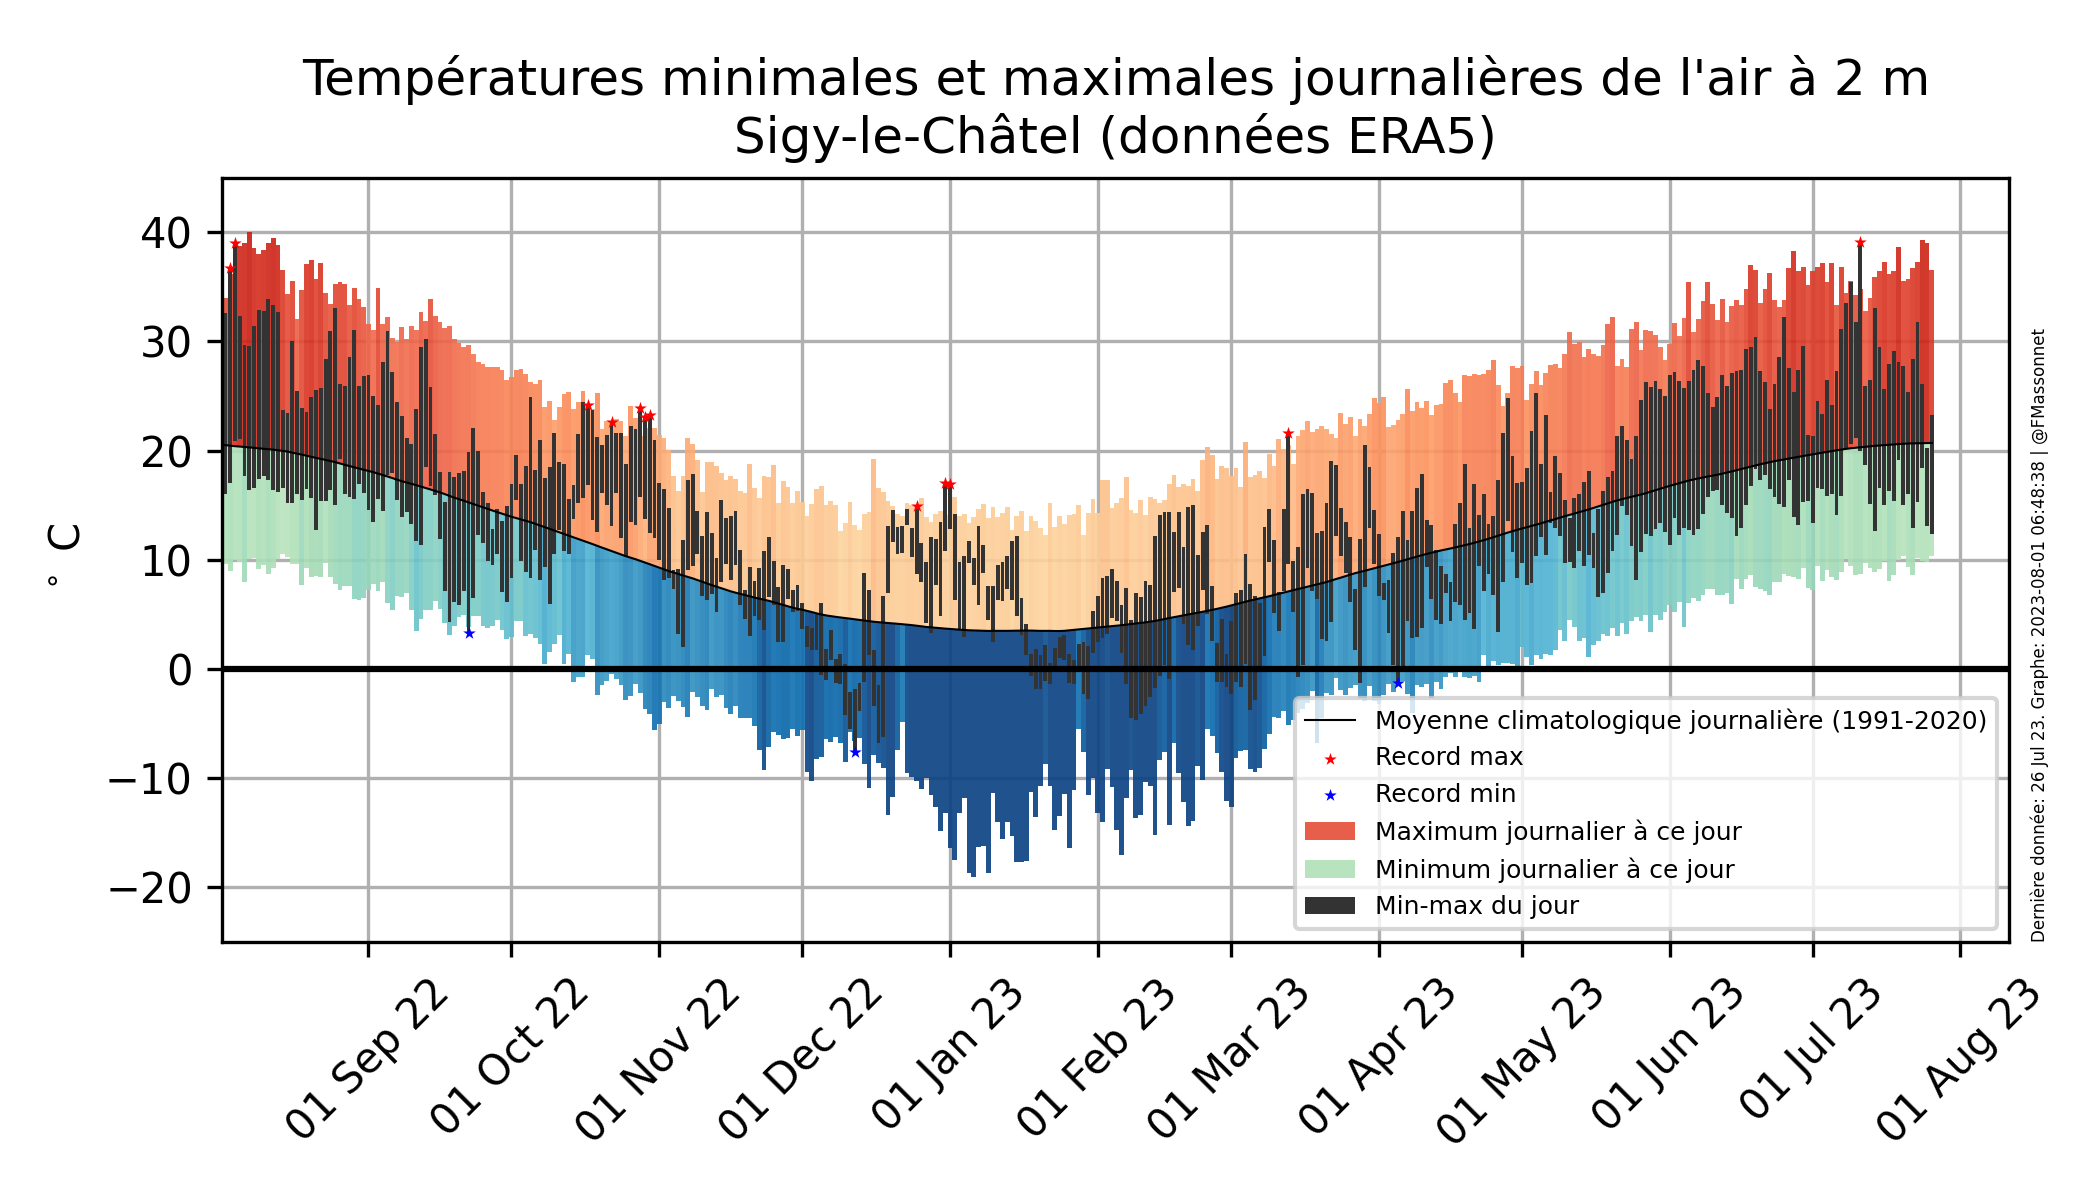 Températures minimales et maximales journalières de l'air à 2 m
Sigy-le-Châtel (données ERA5)
° C
40
30
20
10
0
−10
−20
01 Sep 22
01 Oct 22
01 Nov 22
01 Dec 22
01 Jan 23
01 Feb 23
01 Mar 23
01 Apr 23
01 May 23
01 Jun 23
01 Jul 23
01 Aug 23
Moyenne climatologique journalière (1991-2020)
Record max
Record min
Maximum journalier à ce jour
Minimum journalier à ce jour
Min-max du jour
Dernière donnée: 26 Jul 23. Graphe: 2023-08-01 06:48:38 | @FMassonnet